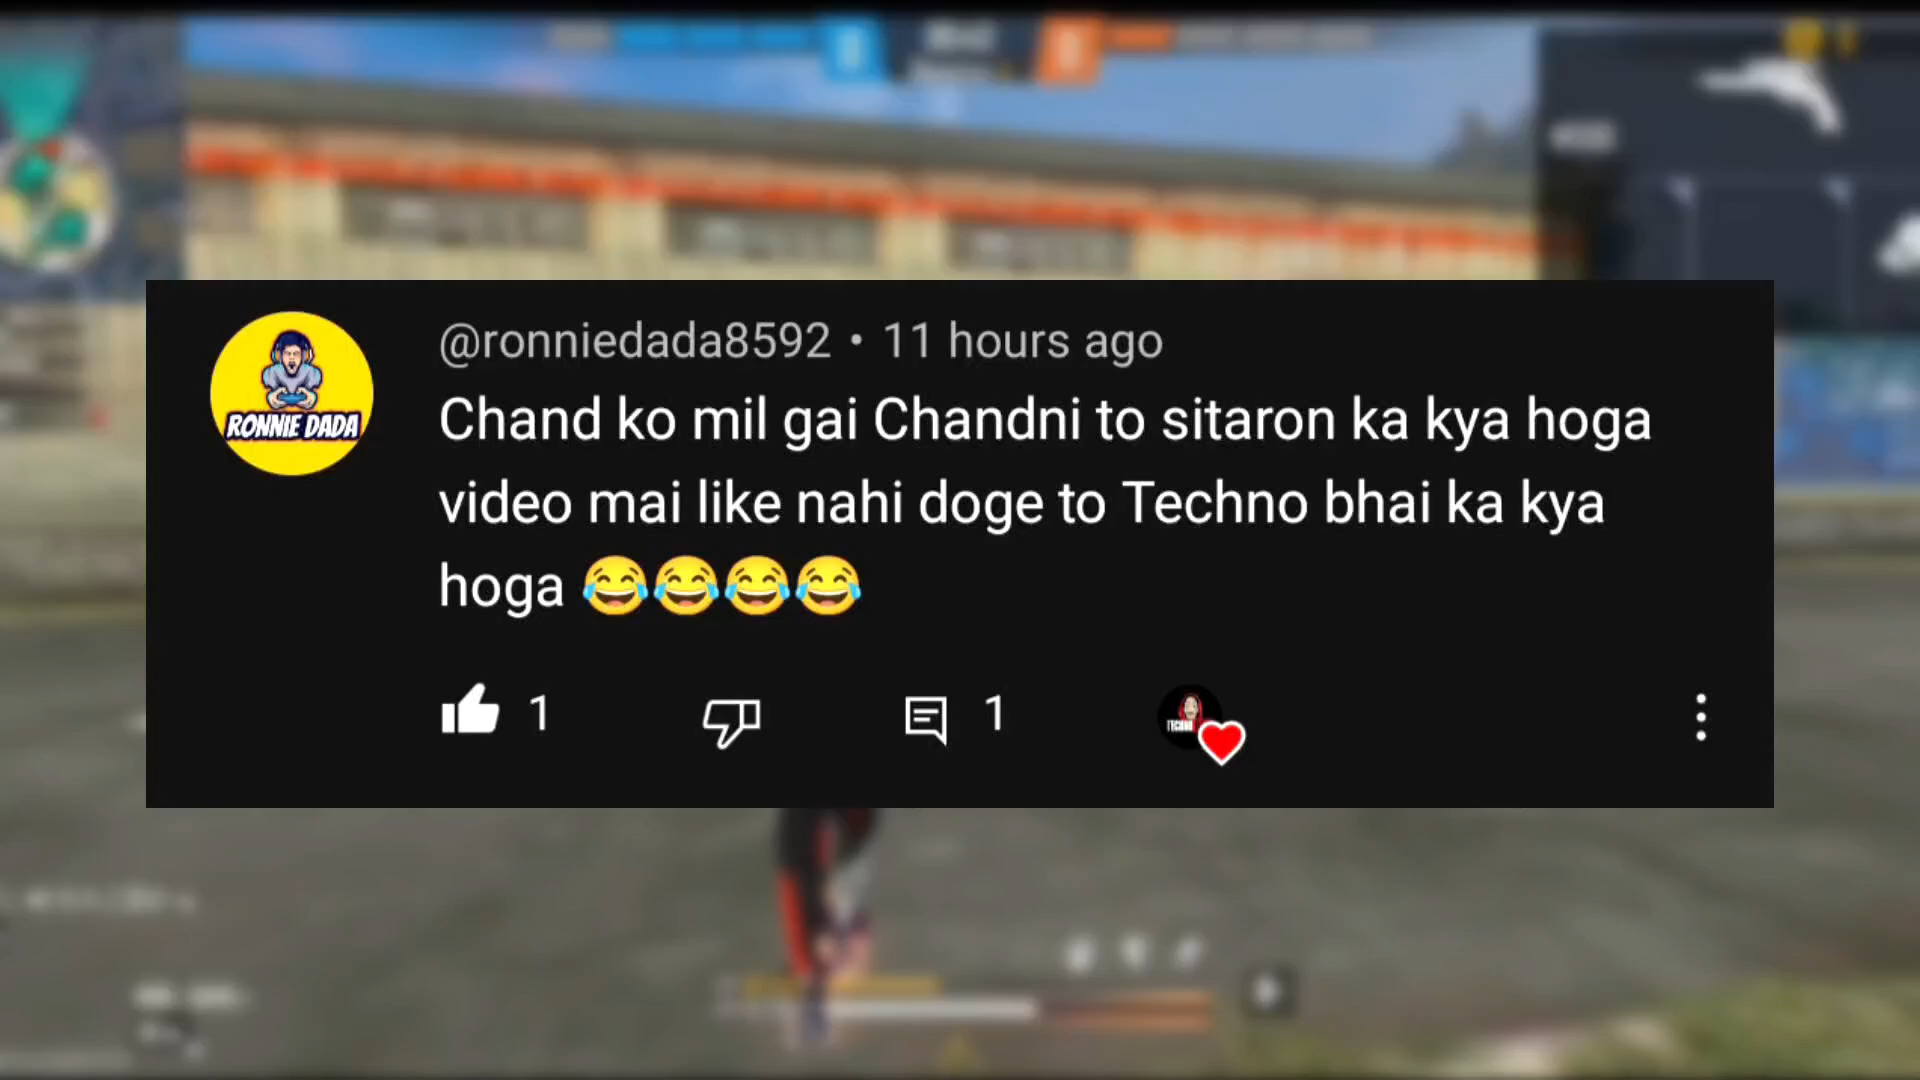 @ronniedada8592 • 11 hours ago
RONNIE DADA
Chand ko mil gai Chandni to sitaron ka kya hoga
video mai like nahi doge to Techno bhai ka kya
hoga 😂😂😂😂
1
1
TECHNO